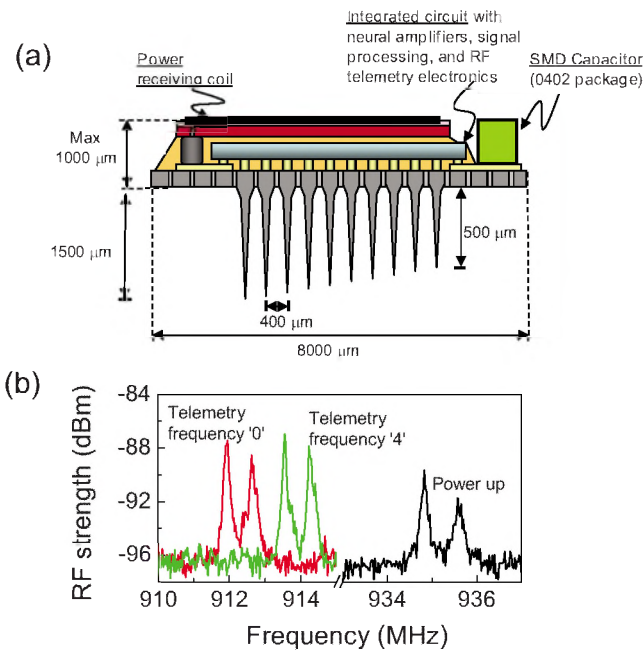 (a)
Power
receiving coil
Integrated circuit with
neural amplifiers, signal
processing, and RF
telemetry electronics
SMD Capacitor
(0402 package)
Max
1000 µm
1500 µm
500 µm
400 µm
8000 µm
(b)
RF strength (dBm)
-84
-88
-92
-96
Telemetry
frequency '0'
Telemetry
frequency '4'
Power up
910 912 914 934 936
Frequency (MHz)